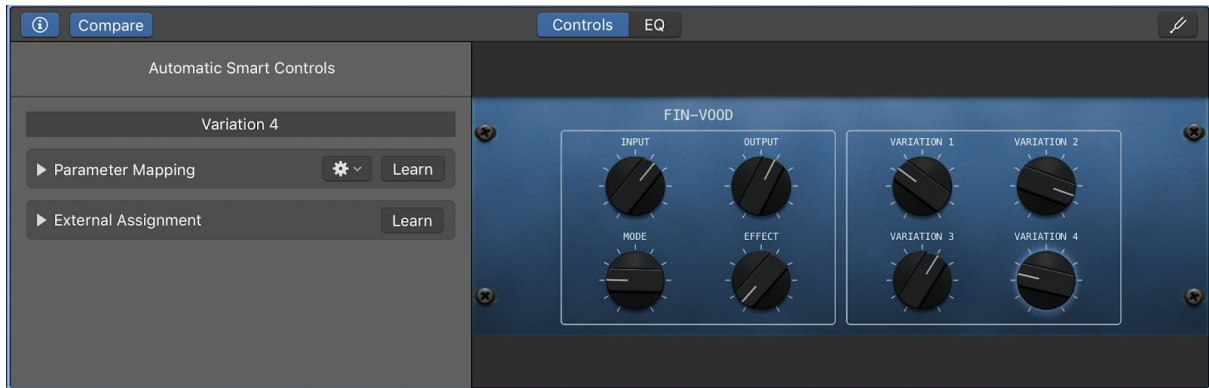 Compare
Controls
EQ
Automatic Smart Controls
Variation 4
Parameter Mapping
Learn
External Assignment
Learn
FIN-VOOD
INPUT
OUTPUT
MODE
EFFECT
VARIATION 1
VARIATION 2
VARIATION 3
VARIATION 4